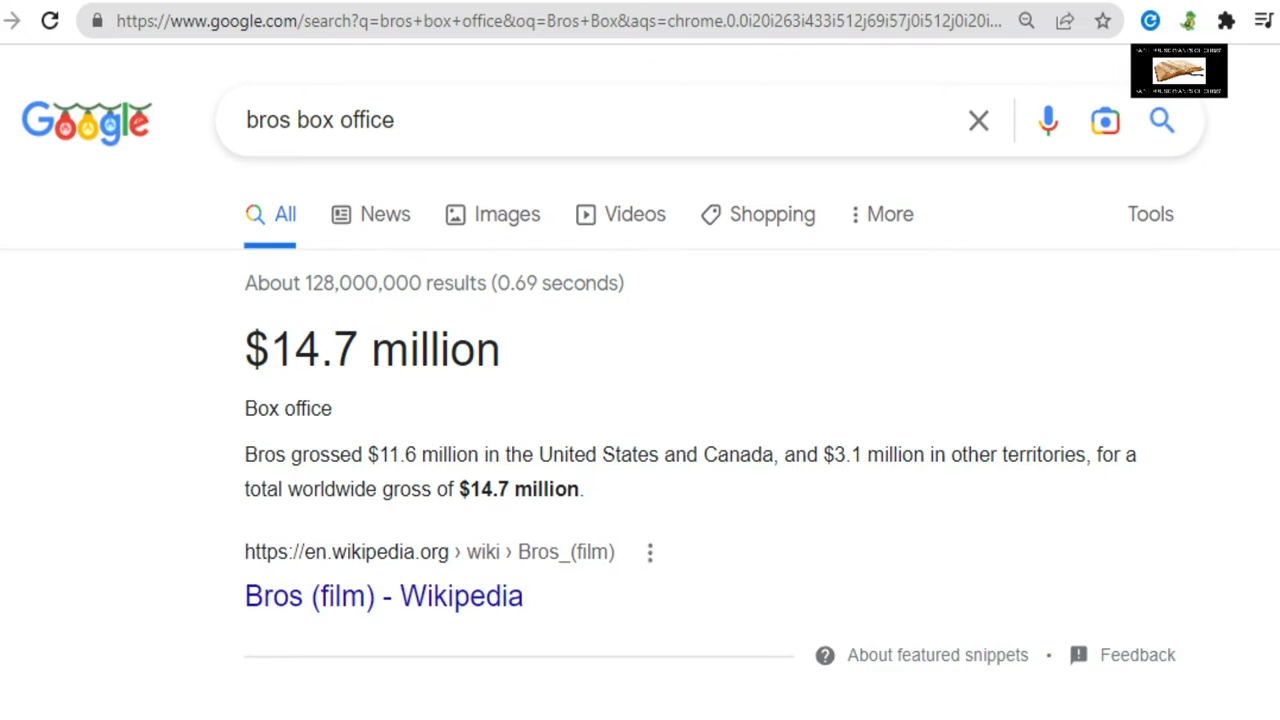 https://www.google.com/search?q=bros+box+office&oq=Bros+Box&aqs=chrome.0.0i20i263i433i512j69i57j0i512j0i20i...
Google
bros box office
All News Images Videos Shopping More Tools
About 128,000,000 results (0.69 seconds)
$14.7 million
Box office
Bros grossed $11.6 million in the United States and Canada, and $3.1 million in other territories, for a
total worldwide gross of $14.7 million.
https://en.wikipedia.org › wiki › Bros_(film)
Bros (film) - Wikipedia
About featured snippets • Feedback